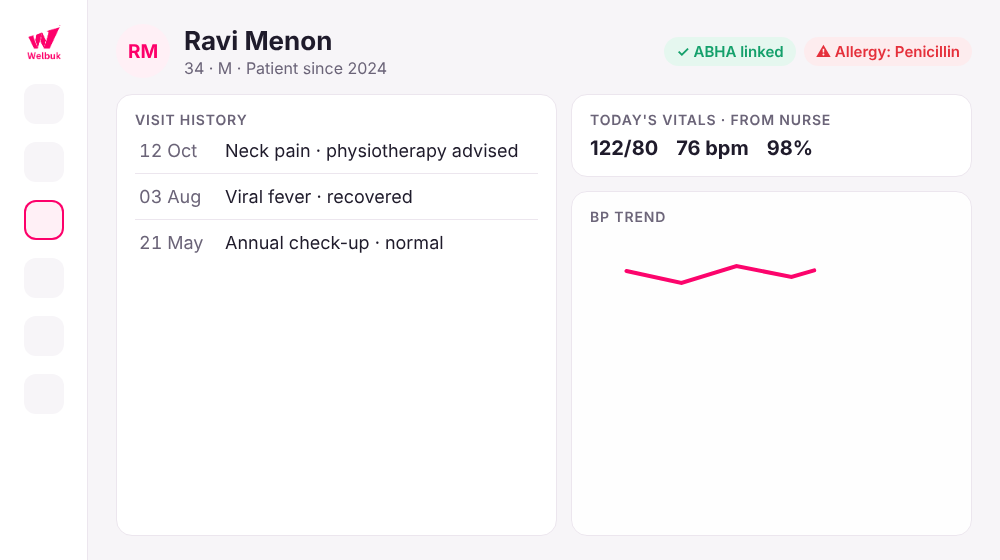 Welbuk
RM
Ravi Menon
34 · M · Patient since 2024
✓ ABHA linked
⚠ Allergy: Penicillin
VISIT HISTORY
12 Oct Neck pain · physiotherapy advised
03 Aug Viral fever · recovered
21 May Annual check-up · normal
TODAY'S VITALS · FROM NURSE
122/80 76 bpm 98%
BP TREND